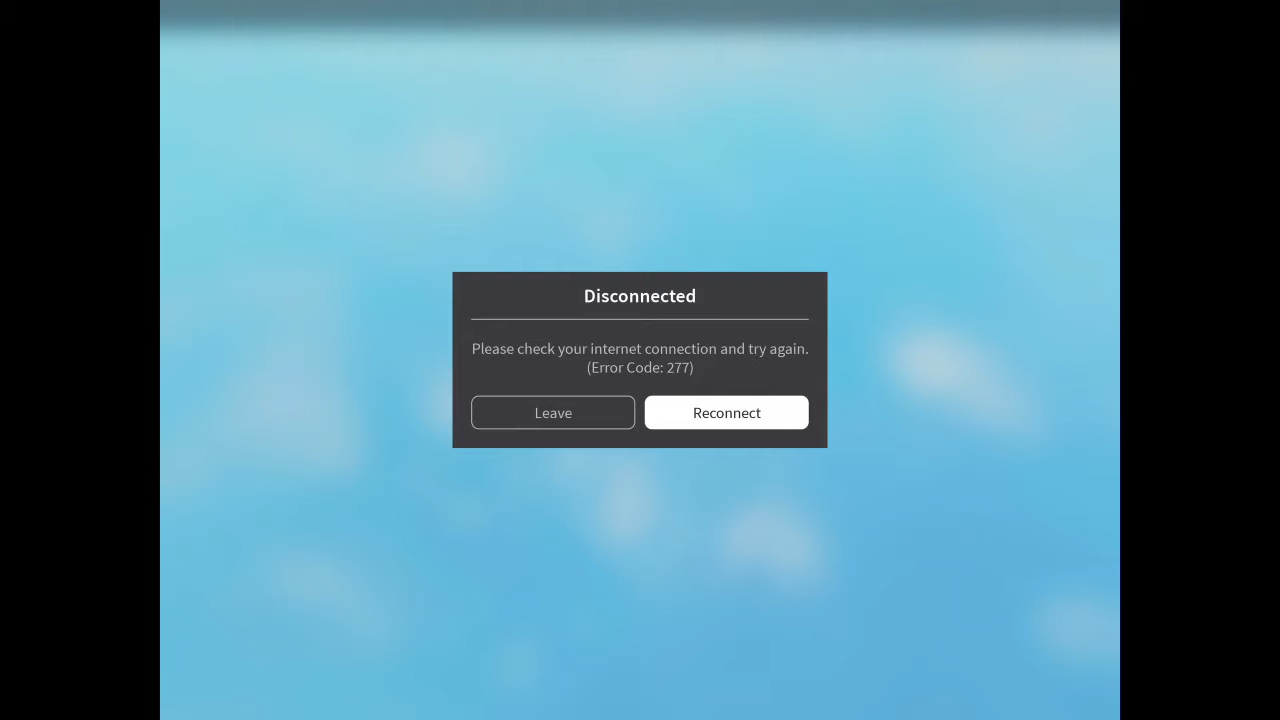 Disconnected
Please check your internet connection and try again.
(Error Code: 277)
Leave
Reconnect